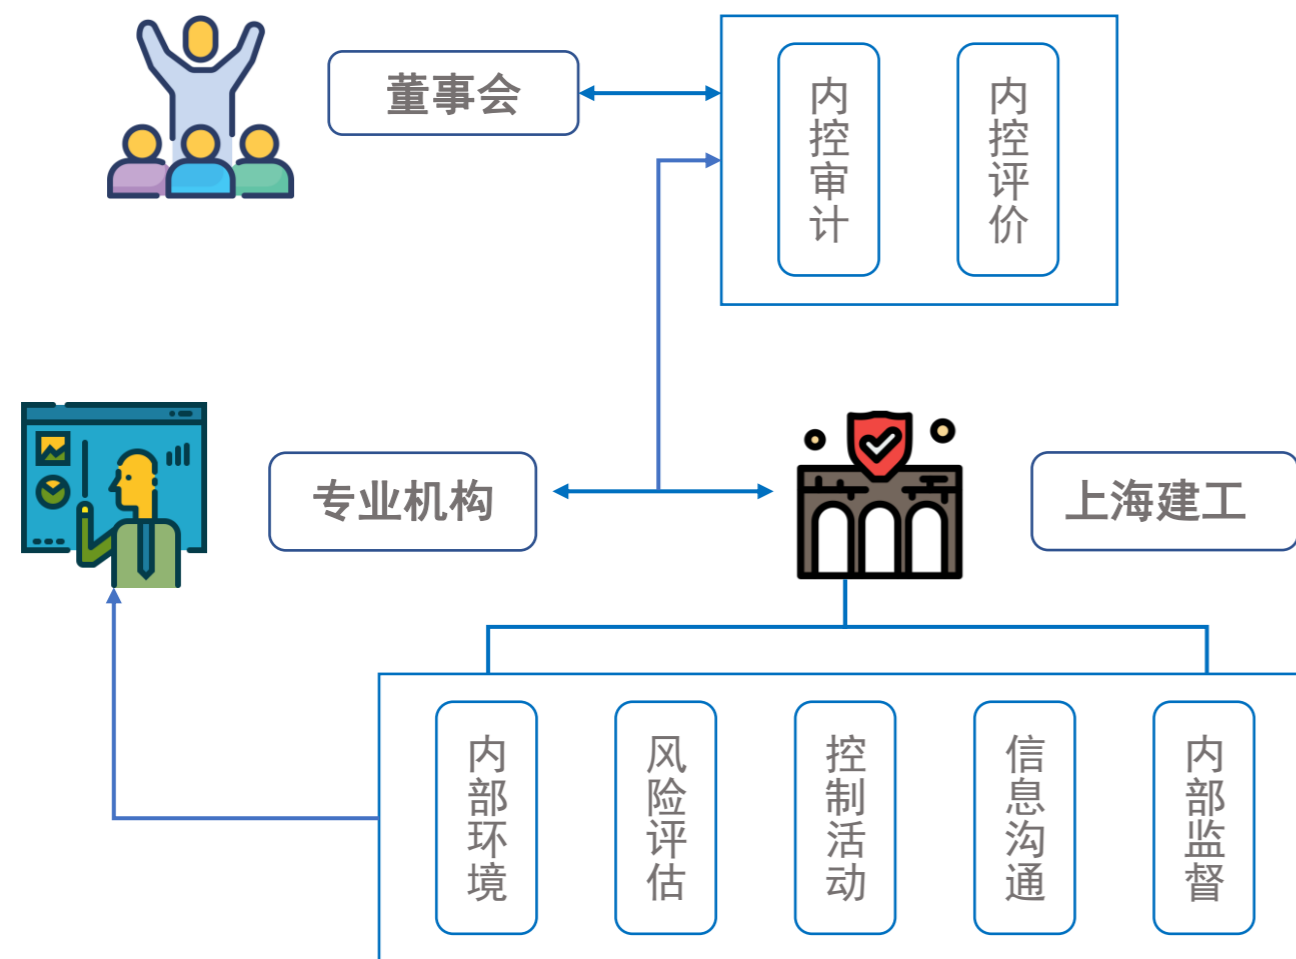 董事会
内控审计
内控评价
专业机构
上海建工
内部环境
风险评估
控制活动
信息沟通
内部监督